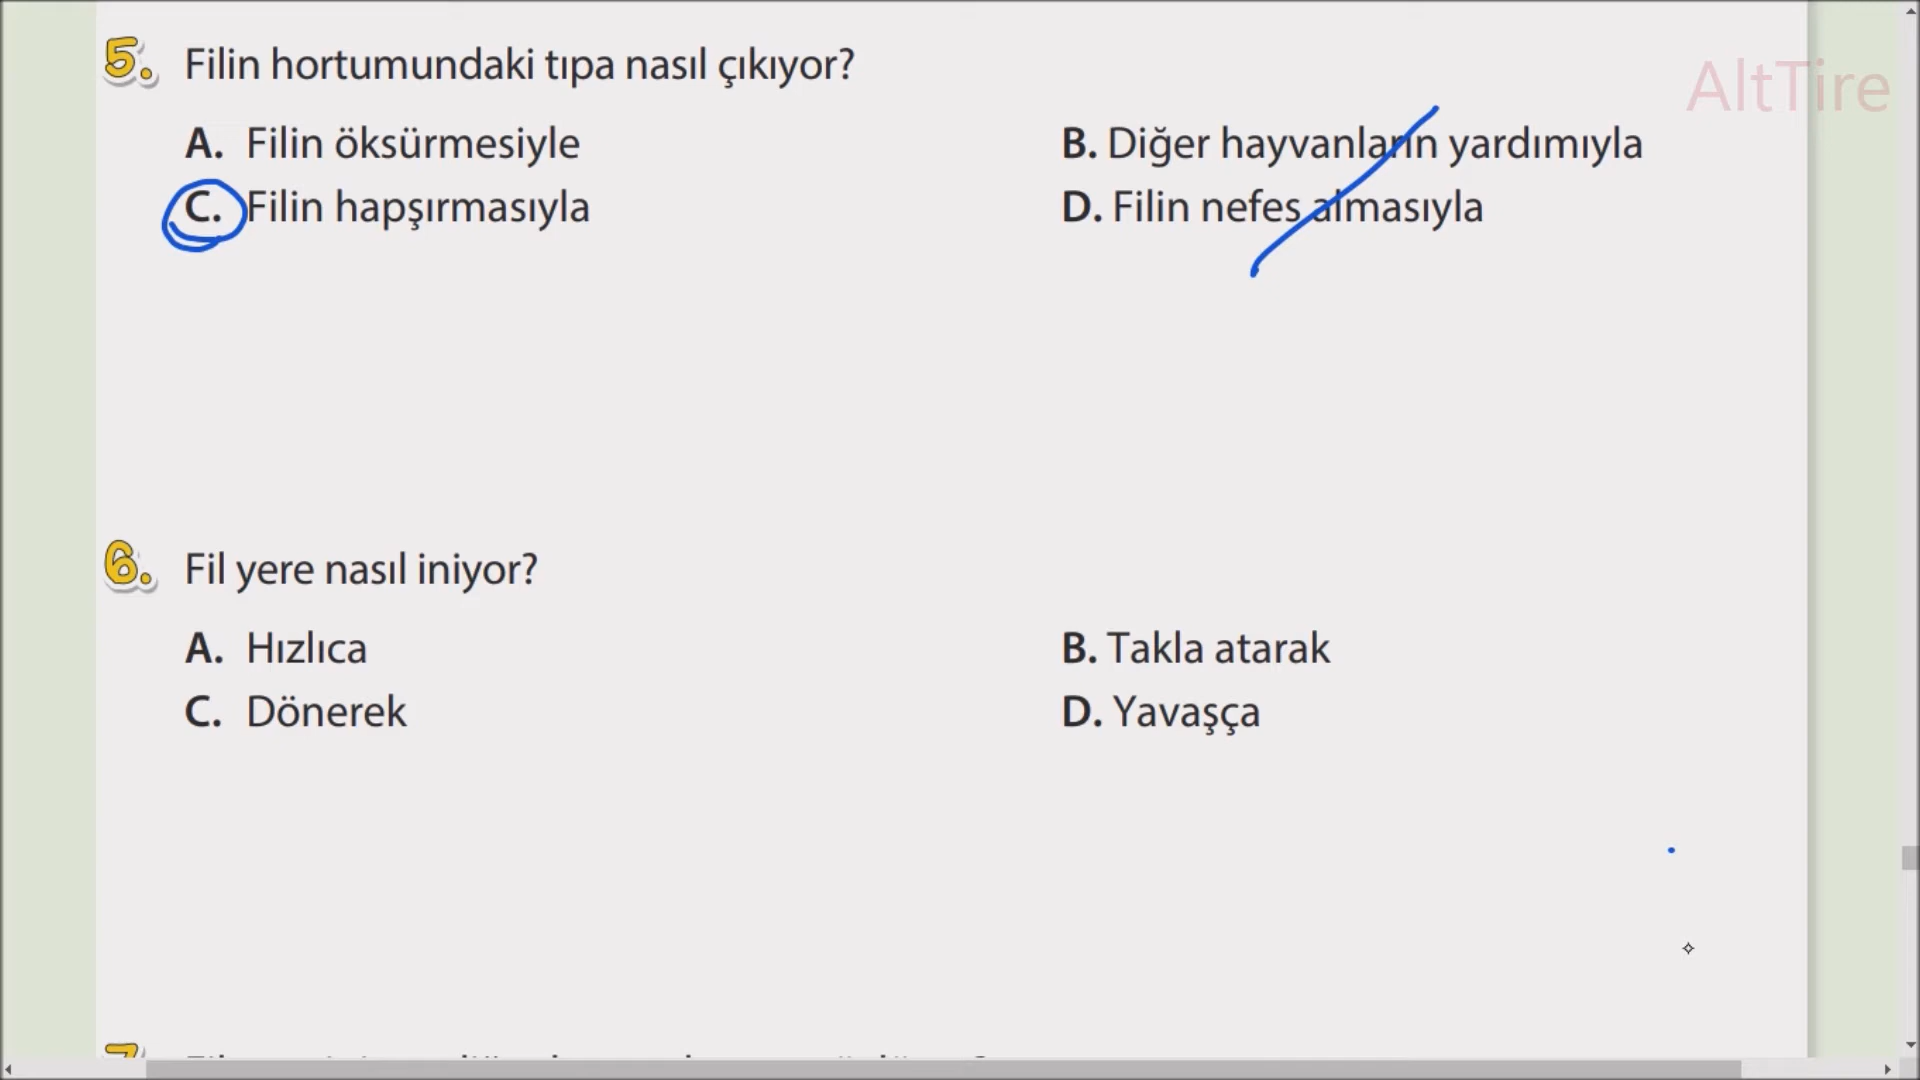 AltTire
5. Filin hortumundaki tıpa nasıl çıkıyor?
A. Filin öksürmesiyle
B. Diğer hayvanların yardımıyla
C. Filin hapşırmasıyla
D. Filin nefes almasıyla
6. Fil yere nasıl iniyor?
A. Hızlıca
B. Takla atarak
C. Dönerek
D. Yavaşça
7.